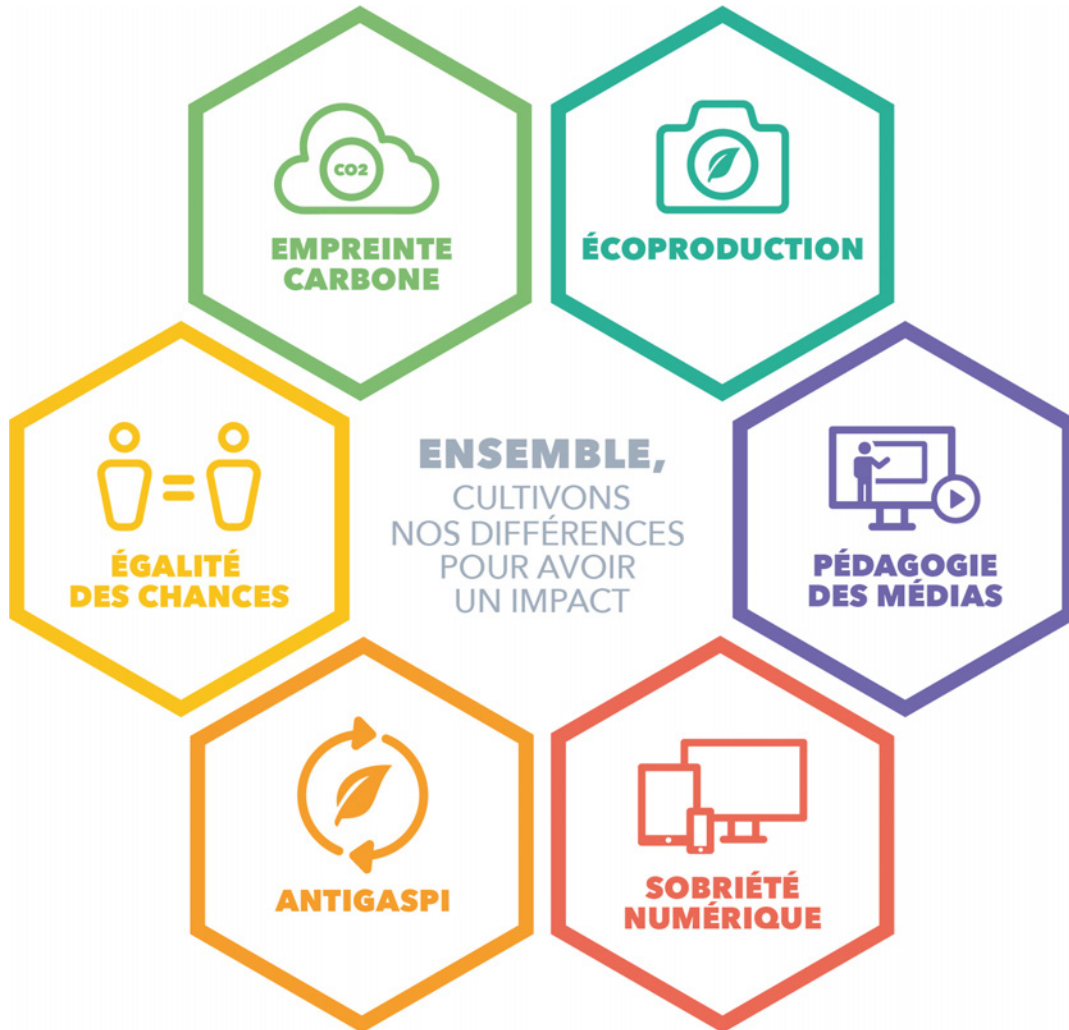 CO2
EMPREINTE
CARBONE
ÉCOPRODUCTION
ÉGALITÉ
DES CHANCES
ENSEMBLE,
CULTIVONS
NOS DIFFÉRENCES
POUR AVOIR
UN IMPACT
PÉDAGOGIE
DES MÉDIAS
ANTIGASPI
SOBRIÉTÉ
NUMÉRIQUE